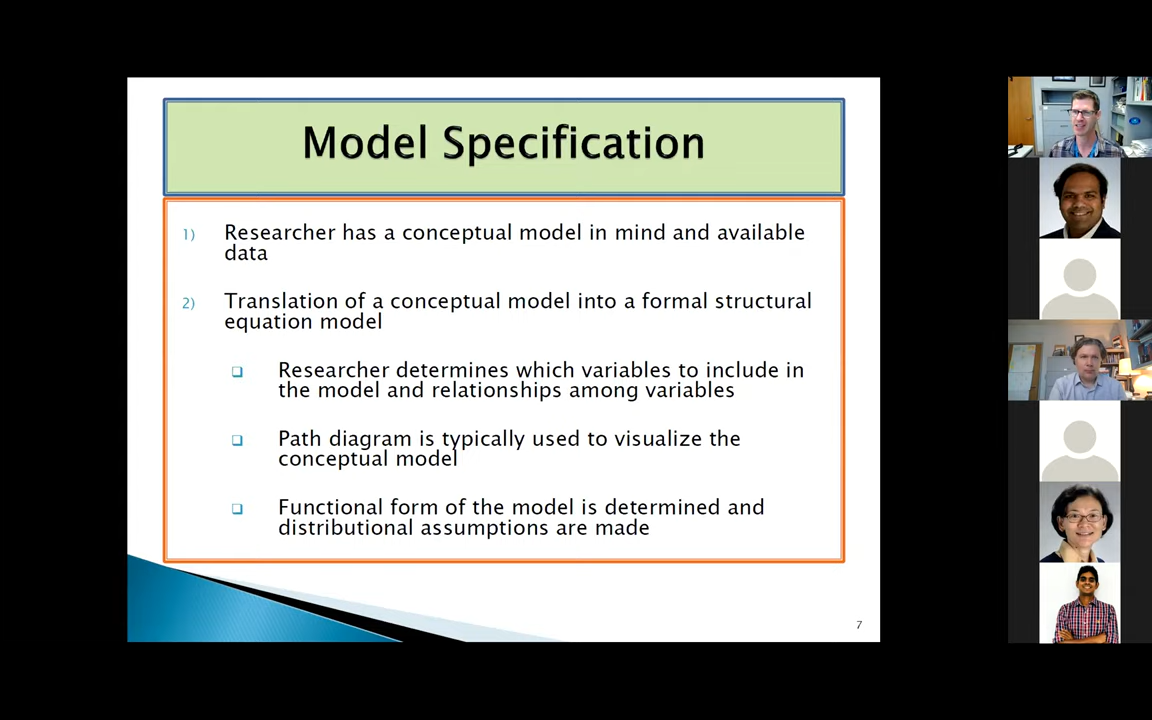 Model Specification
1) Researcher has a conceptual model in mind and available
data
2) Translation of a conceptual model into a formal structural
equation model
❑ Researcher determines which variables to include in
the model and relationships among variables
❑ Path diagram is typically used to visualize the
conceptual model
❑ Functional form of the model is determined and
distributional assumptions are made
7